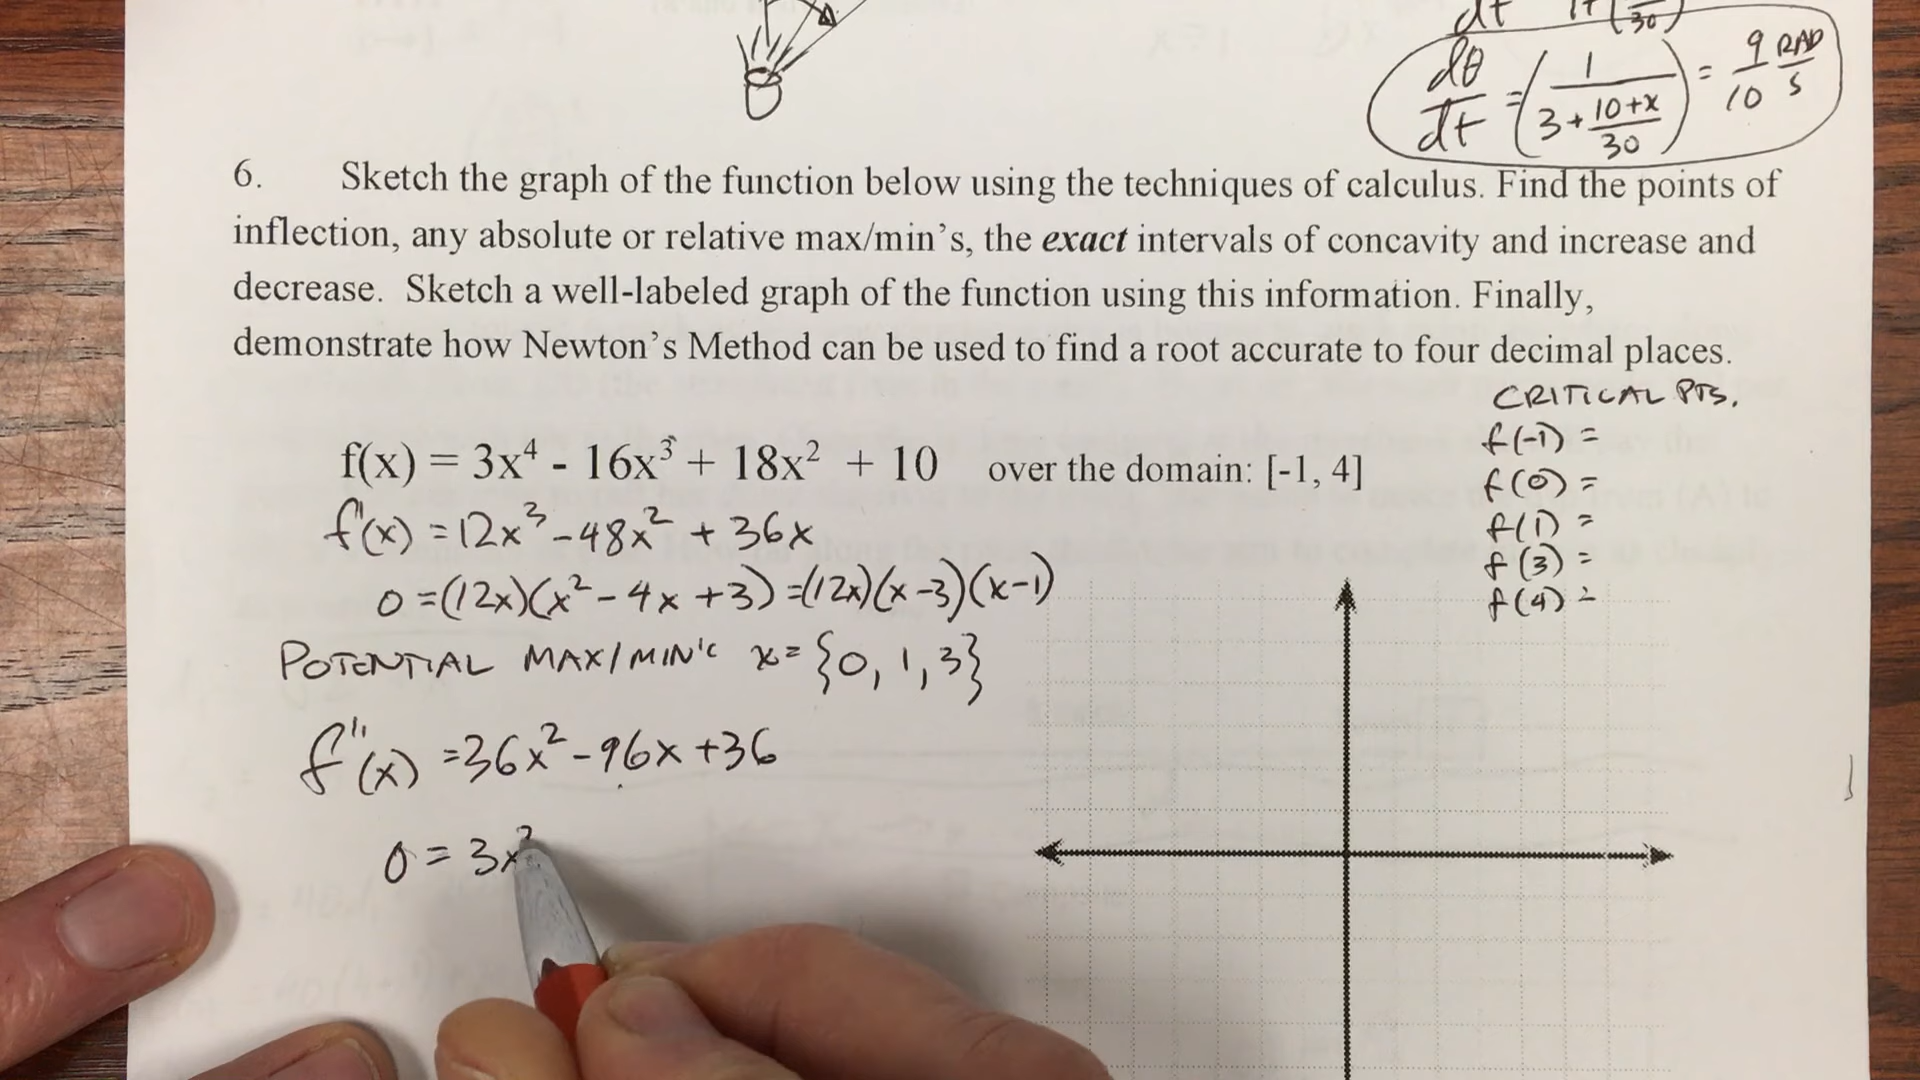 dt 1+(30)
dθ/dt = (1/(3+(10+x)/30)) = 9/10 RAD/S
6. Sketch the graph of the function below using the techniques of calculus. Find the points of
inflection, any absolute or relative max/min's, the exact intervals of concavity and increase and
decrease. Sketch a well-labeled graph of the function using this information. Finally,
demonstrate how Newton's Method can be used to find a root accurate to four decimal places.
CRITICAL PTS.
f(-1) =
f(0) =
f(1) =
f(3) =
f(4) =
f(x) = 3x⁴ - 16x³ + 18x² + 10 over the domain: [-1, 4]
f'(x) = 12x³ - 48x² + 36x
0 = (12x)(x² - 4x + 3) = (12x)(x-3)(x-1)
POTENTIAL MAX/MIN'S x = {0, 1, 3}
f''(x) = 36x² - 96x + 36
0 = 3x²